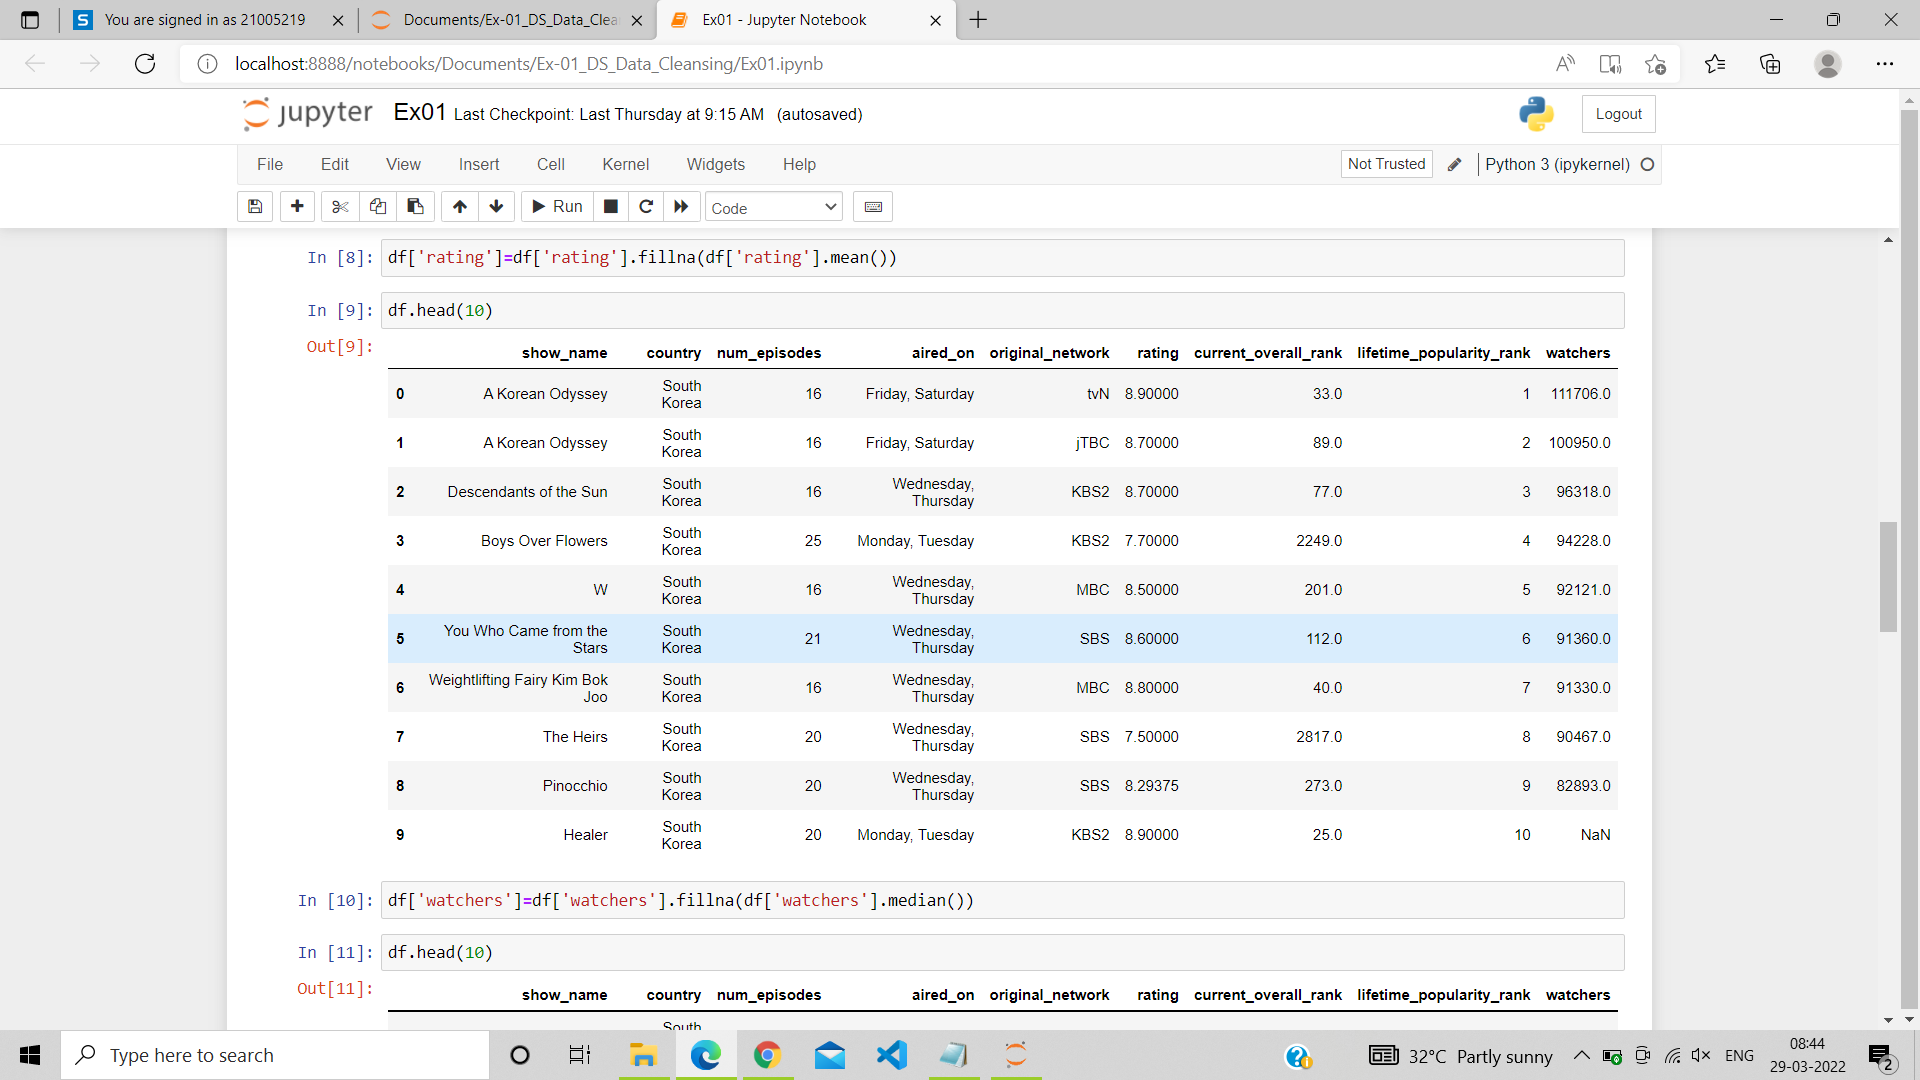 You are signed in as 21005219
Documents/Ex-01_DS_Data_Clea
Ex01 - Jupyter Notebook
localhost:8888/notebooks/Documents/Ex-01_DS_Data_Cleansing/Ex01.ipynb
jupyter Ex01 Last Checkpoint: Last Thursday at 9:15 AM (autosaved)
Logout
File Edit View Insert Cell Kernel Widgets Help
Not Trusted Python 3 (ipykernel)
Run Code
In [8]: df['rating']=df['rating'].fillna(df['rating'].mean())
In [9]: df.head(10)
Out[9]:
show_name country num_episodes aired_on original_network rating current_overall_rank lifetime_popularity_rank watchers
0 A Korean Odyssey South Korea 16 Friday, Saturday tvN 8.90000 33.0 1 111706.0
1 A Korean Odyssey South Korea 16 Friday, Saturday jTBC 8.70000 89.0 2 100950.0
2 Descendants of the Sun South Korea 16 Wednesday, Thursday KBS2 8.70000 77.0 3 96318.0
3 Boys Over Flowers South Korea 25 Monday, Tuesday KBS2 7.70000 2249.0 4 94228.0
4 W South Korea 16 Wednesday, Thursday MBC 8.50000 201.0 5 92121.0
5 You Who Came from the Stars South Korea 21 Wednesday, Thursday SBS 8.60000 112.0 6 91360.0
6 Weightlifting Fairy Kim Bok Joo South Korea 16 Wednesday, Thursday MBC 8.80000 40.0 7 91330.0
7 The Heirs South Korea 20 Wednesday, Thursday SBS 7.50000 2817.0 8 90467.0
8 Pinocchio South Korea 20 Wednesday, Thursday SBS 8.29375 273.0 9 82893.0
9 Healer South Korea 20 Monday, Tuesday KBS2 8.90000 25.0 10 NaN
In [10]: df['watchers']=df['watchers'].fillna(df['watchers'].median())
In [11]: df.head(10)
Out[11]:
show_name country num_episodes aired_on original_network rating current_overall_rank lifetime_popularity_rank watchers
South
Type here to search
32°C Partly sunny
ENG
08:44
29-03-2022
2